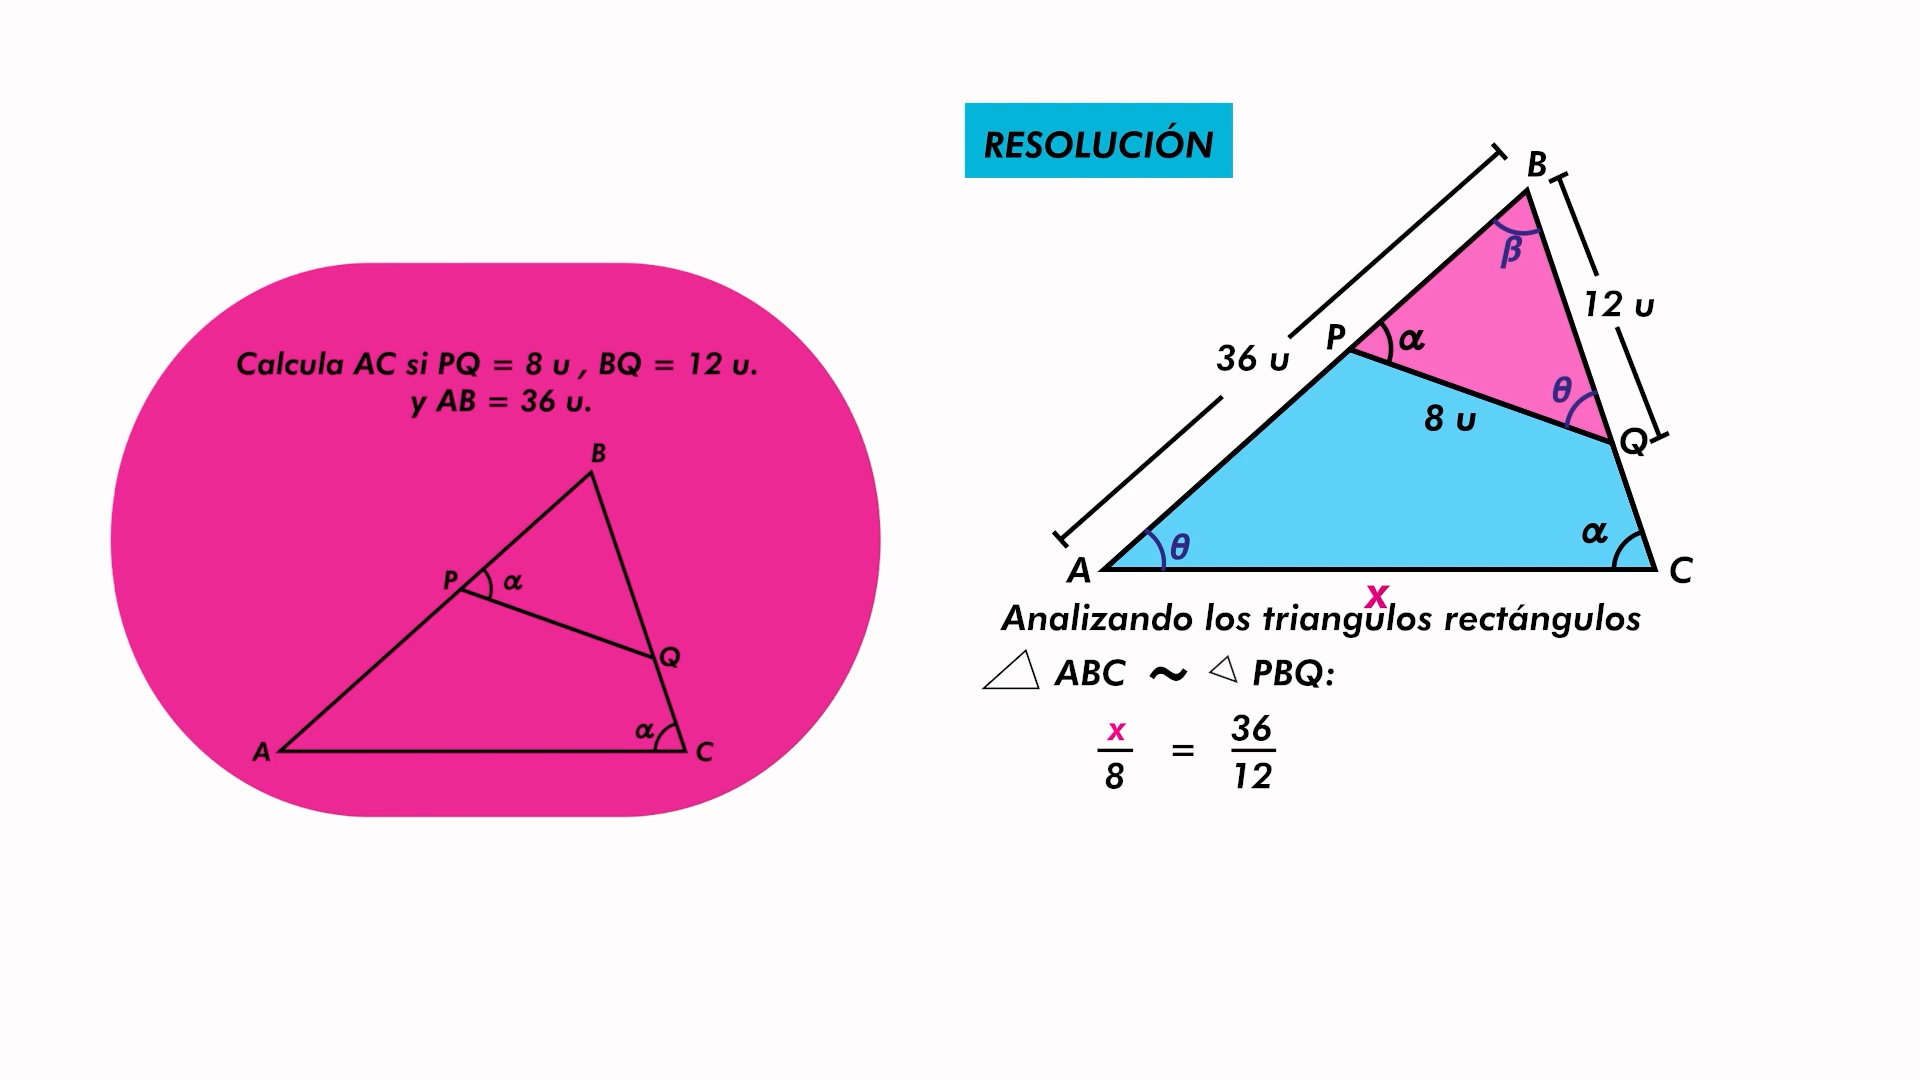 Calcula AC si PQ = 8 u , BQ = 12 u.
y AB = 36 u.
B
P
α
Q
α
A
C
RESOLUCIÓN
B
β
12 u
P
α
36 u
θ
8 u
Q
α
θ
A
C
x
Analizando los triangulos rectángulos
ABC ~ PBQ:
x/8 = 36/12